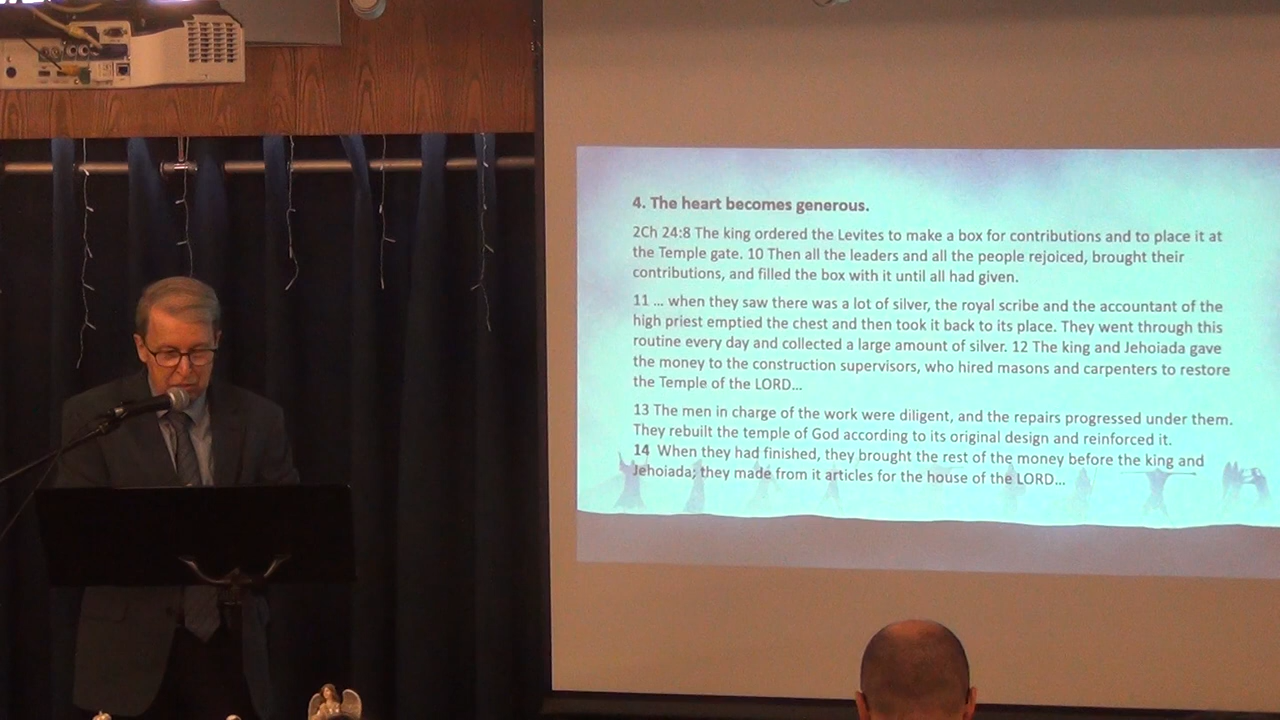 4. The heart becomes generous.
2Ch 24:8 The king ordered the Levites to make a box for contributions and to place it at
the Temple gate. 10 Then all the leaders and all the people rejoiced, brought their
contributions, and filled the box with it until all had given.
11 ... when they saw there was a lot of silver, the royal scribe and the accountant of the
high priest emptied the chest and then took it back to its place. They went through this
routine every day and collected a large amount of silver. 12 The king and Jehoiada gave
the money to the construction supervisors, who hired masons and carpenters to restore
the Temple of the LORD...
13 The men in charge of the work were diligent, and the repairs progressed under them.
They rebuilt the temple of God according to its original design and reinforced it.
14 When they had finished, they brought the rest of the money before the king and
Jehoiada; they made from it articles for the house of the LORD...